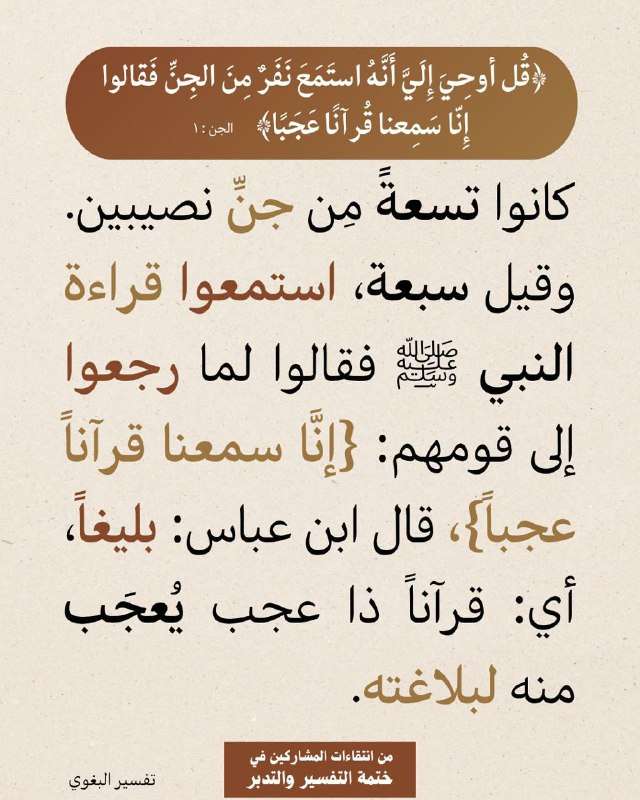 ﴿قُل أوحِيَ إِلَيَّ أَنَّهُ استَمَعَ نَفَرٌ مِنَ الجِنِّ فَقالوا
إِنّا سَمِعنا قُرآنًا عَجَبًا﴾ الجن : ١
كانوا تسعةً مِن جنِّ نصيبين.
وقيل سبعة، استمعوا قراءة
النبي ﷺ فقالوا لما رجعوا
إلى قومهم: {إنَّا سمعنا قرآناً
عجباً}، قال ابن عباس: بليغاً،
أي: قرآناً ذا عجب يُعجَب
منه لبلاغته.
من انتقاءات المشاركين في
ختمة التفسير والتدبر
تفسير البغوي